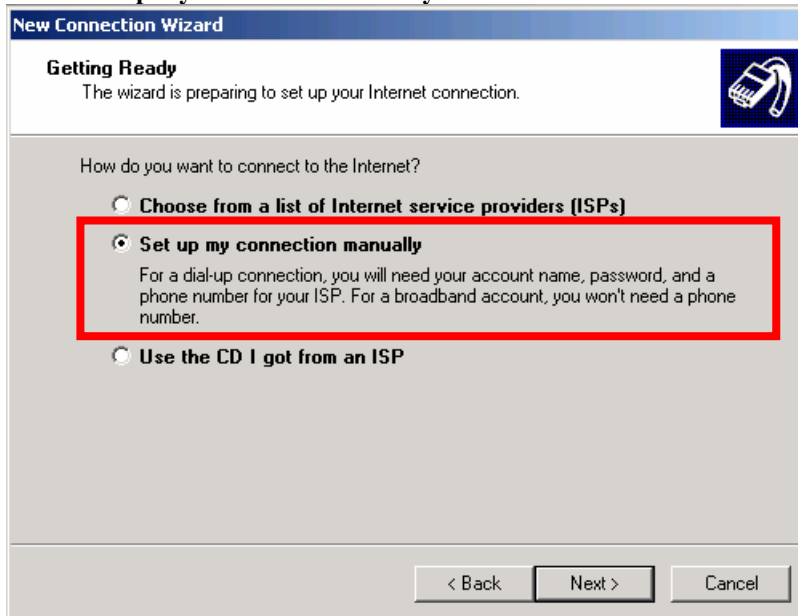 New Connection Wizard
Getting Ready
The wizard is preparing to set up your Internet connection.
How do you want to connect to the Internet?
Choose from a list of Internet service providers (ISPs)
Set up my connection manually
For a dial-up connection, you will need your account name, password, and a
phone number for your ISP. For a broadband account, you won't need a phone
number.
Use the CD I got from an ISP
< Back Next > Cancel